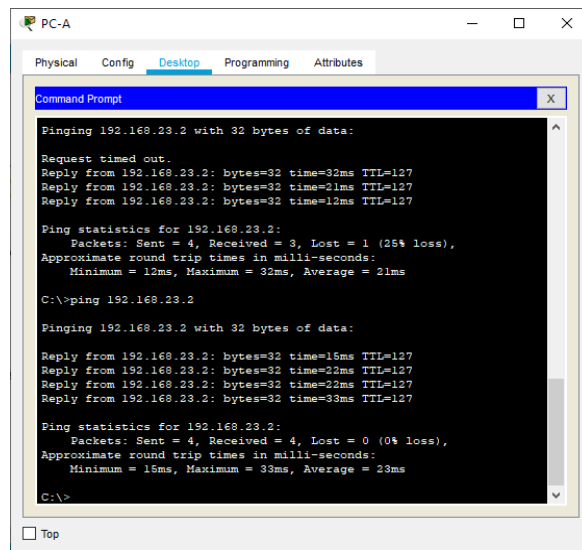 PC-A
Physical Config Desktop Programming Attributes
Command Prompt
X
Pinging 192.168.23.2 with 32 bytes of data:
Request timed out.
Reply from 192.168.23.2: bytes=32 time=32ms TTL=127
Reply from 192.168.23.2: bytes=32 time=21ms TTL=127
Reply from 192.168.23.2: bytes=32 time=12ms TTL=127
Ping statistics for 192.168.23.2:
Packets: Sent = 4, Received = 3, Lost = 1 (25% loss),
Approximate round trip times in milli-seconds:
Minimum = 12ms, Maximum = 32ms, Average = 21ms
C:\>ping 192.168.23.2
Pinging 192.168.23.2 with 32 bytes of data:
Reply from 192.168.23.2: bytes=32 time=15ms TTL=127
Reply from 192.168.23.2: bytes=32 time=22ms TTL=127
Reply from 192.168.23.2: bytes=32 time=22ms TTL=127
Reply from 192.168.23.2: bytes=32 time=33ms TTL=127
Ping statistics for 192.168.23.2:
Packets: Sent = 4, Received = 4, Lost = 0 (0% loss),
Approximate round trip times in milli-seconds:
Minimum = 15ms, Maximum = 33ms, Average = 23ms
C:\>
Top